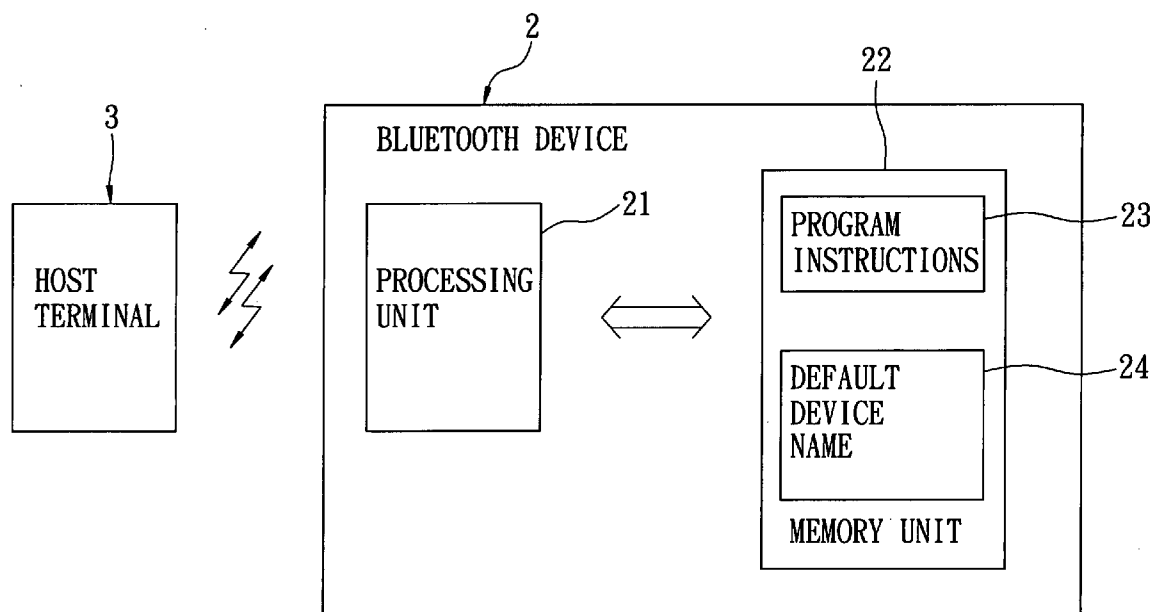 2
22
3
BLUETOOTH DEVICE
21
23
PROGRAM
INSTRUCTIONS
HOST
TERMINAL
PROCESSING
UNIT
24
DEFAULT
DEVICE
NAME
MEMORY UNIT